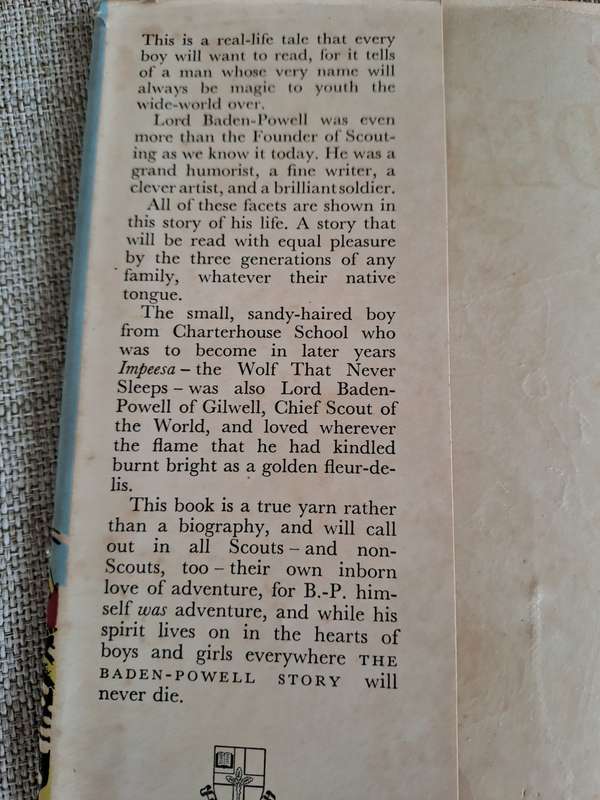 This is a real-life tale that every
boy will want to read, for it tells
of a man whose very name will
always be magic to youth the
wide-world over.
Lord Baden-Powell was even
more than the Founder of Scout-
ing as we know it today. He was a
grand humorist, a fine writer, a
clever artist, and a brilliant soldier.
All of these facets are shown in
this story of his life. A story that
will be read with equal pleasure
by the three generations of any
family, whatever their native
tongue.
The small, sandy-haired boy
from Charterhouse School who
was to become in later years
Impeesa – the Wolf That Never
Sleeps – was also Lord Baden-
Powell of Gilwell, Chief Scout of
the World, and loved wherever
the flame that he had kindled
burnt bright as a golden fleur-de-
lis.
This book is a true yarn rather
than a biography, and will call
out in all Scouts – and non-
Scouts, too – their own inborn
love of adventure, for B.-P. him-
self was adventure, and while his
spirit lives on in the hearts of
boys and girls everywhere THE
BADEN-POWELL STORY will
never die.